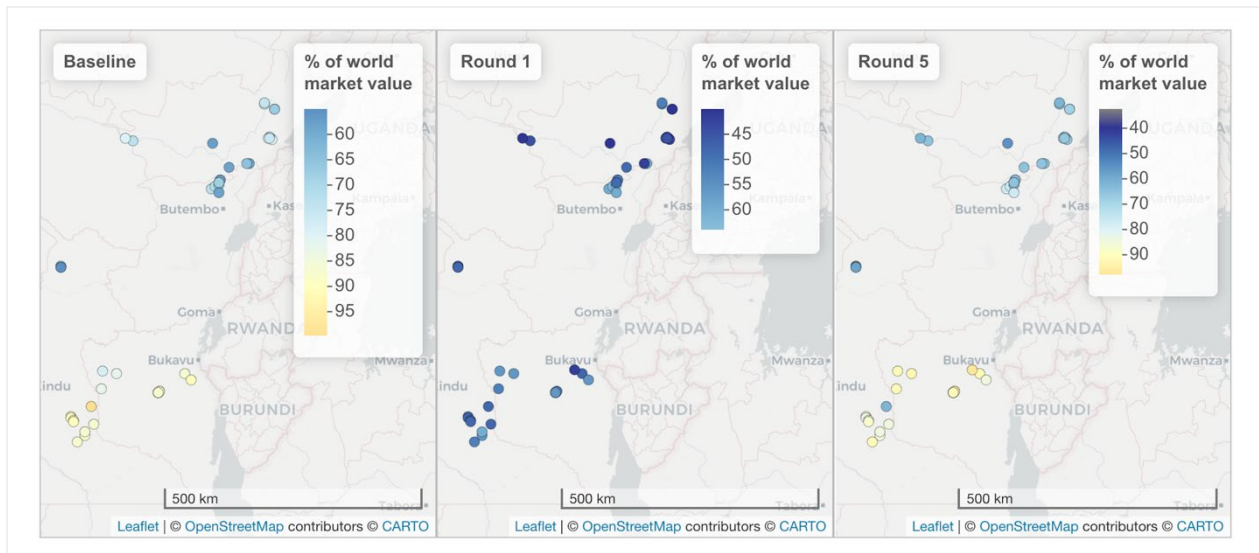 Baseline
% of world
market value
60
65
70
75
80
85
90
95
UGANDA
Butembo
Kas
Kampala
Goma
RWANDA
Bukavu
Mwanza
indu
BURUNDI
500 km
Tabora
Leaflet | © OpenStreetMap contributors © CARTO
Round 1
% of world
market value
45
50
55
60
Butembo
Kas
Goma
RWANDA
Bukavu
Mwanza
indu
BURUNDI
500 km
Tabora
Leaflet | © OpenStreetMap contributors © CARTO
Round 5
% of world
market value
40
50
60
70
80
90
UGANDA
Butembo
Kas
Kampala
Goma
RWANDA
Bukavu
Mwanza
indu
BURUNDI
500 km
Tabora
Leaflet | © OpenStreetMap contributors © CARTO